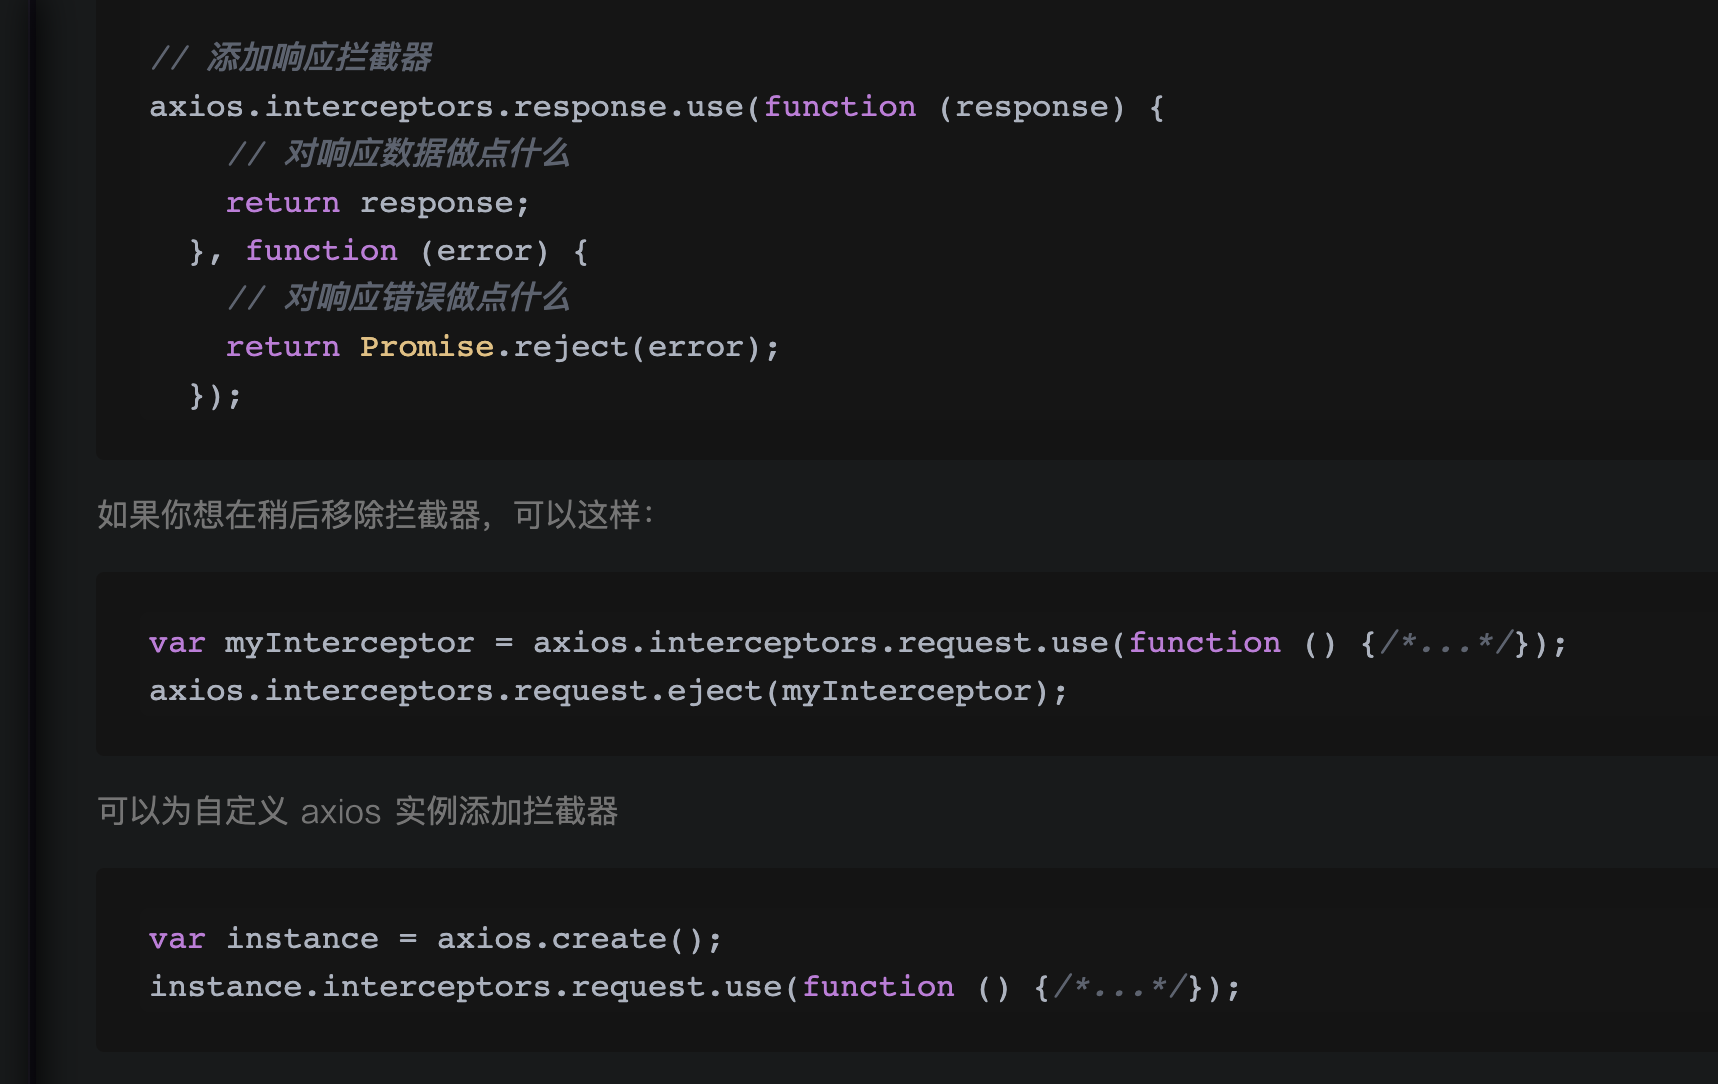 // 添加响应拦截器
axios.interceptors.response.use(function (response) {
    // 对响应数据做点什么
    return response;
  }, function (error) {
    // 对响应错误做点什么
    return Promise.reject(error);
  });
如果你想在稍后移除拦截器，可以这样：
var myInterceptor = axios.interceptors.request.use(function () {/*...*/});
axios.interceptors.request.eject(myInterceptor);
可以为自定义 axios 实例添加拦截器
var instance = axios.create();
instance.interceptors.request.use(function () {/*...*/});